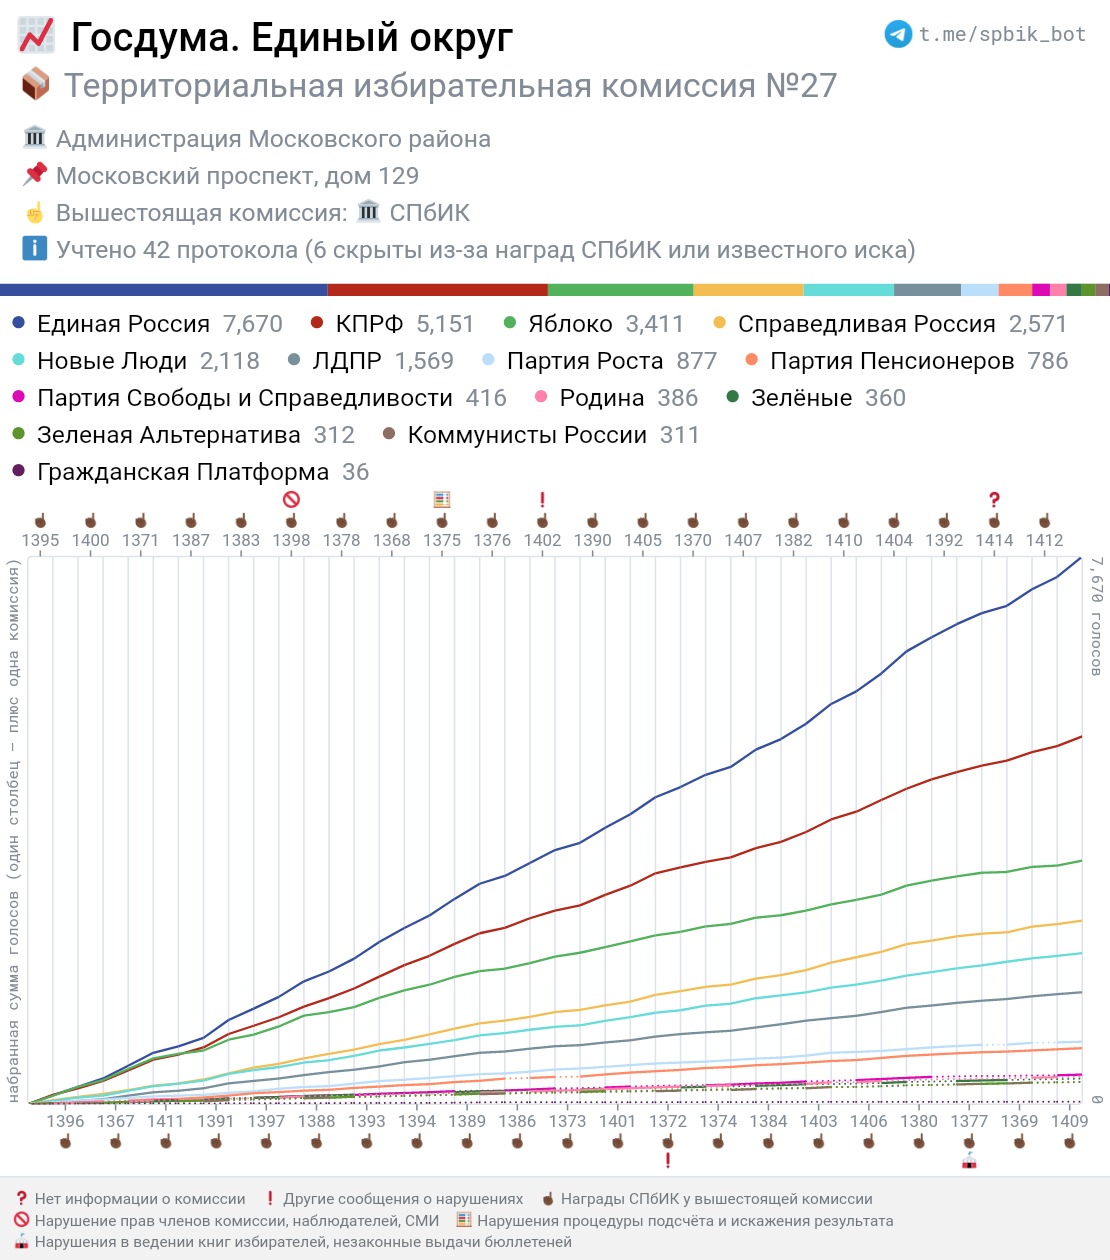 Госдума. Единый округ
t.me/spbik_bot
Территориальная избирательная комиссия №27
Администрация Московского района
Московский проспект, дом 129
Вышестоящая комиссия: СПбИК
Учтено 42 протокола (6 скрыты из-за наград СПбИК или известного иска)
Единая Россия 7,670 КПРФ 5,151 Яблоко 3,411 Справедливая Россия 2,571
Новые Люди 2,118 ЛДПР 1,569 Партия Роста 877 Партия Пенсионеров 786
Партия Свободы и Справедливости 416 Родина 386 Зелёные 360
Зеленая Альтернатива 312 Коммунисты России 311
Гражданская Платформа 36
1395 1400 1371 1387 1383 1398 1378 1368 1375 1376 1402 1390 1405 1370 1407 1382 1410 1404 1392 1414 1412
набранная сумма голосов (один столбец — плюс одна комиссия)
7,670 голосов
0
1396 1367 1411 1391 1397 1388 1393 1394 1389 1386 1373 1401 1372 1374 1384 1403 1406 1380 1377 1369 1409
Нет информации о комиссии Другие сообщения о нарушениях Награды СПбИК у вышестоящей комиссии
Нарушение прав членов комиссии, наблюдателей, СМИ Нарушения процедуры подсчёта и искажения результата
Нарушения в ведении книг избирателей, незаконные выдачи бюллетеней